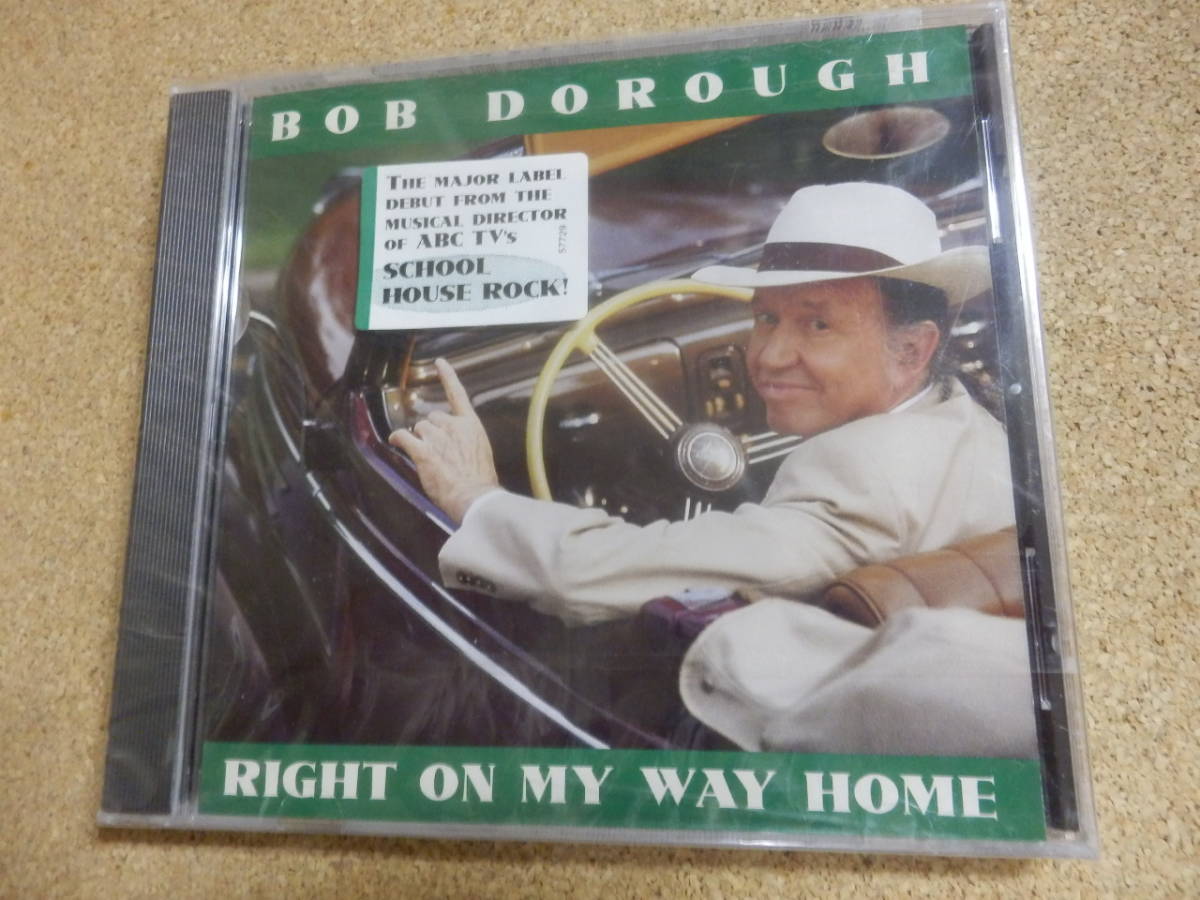 BOB DOROUGH
THE MAJOR LABEL
DEBUT FROM THE
MUSICAL DIRECTOR
OF ABC TV'S
SCHOOL
HOUSE ROCK!
57729
RIGHT ON MY WAY HOME